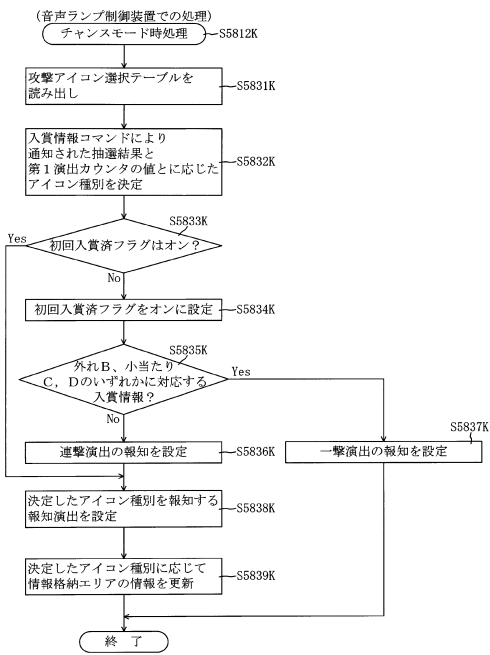 (音声ランプ制御装置での処理)
チャンスモード時処理
S5812K
攻撃アイコン選択テーブルを
読み出し
S5831K
入賞情報コマンドにより
通知された抽選結果と
第1演出カウンタの値とに応じた
アイコン種別を決定
S5832K
S5833K
初回入賞済フラグはオン?
Yes
No
初回入賞済フラグをオンに設定
S5834K
S5835K
外れB、小当たり
C,Dのいずれかに対応する
入賞情報?
Yes
No
連撃演出の報知を設定
S5836K
S5837K
一撃演出の報知を設定
決定したアイコン種別を報知する
報知演出を設定
S5838K
決定したアイコン種別に応じて
情報格納エリアの情報を更新
S5839K
終 了